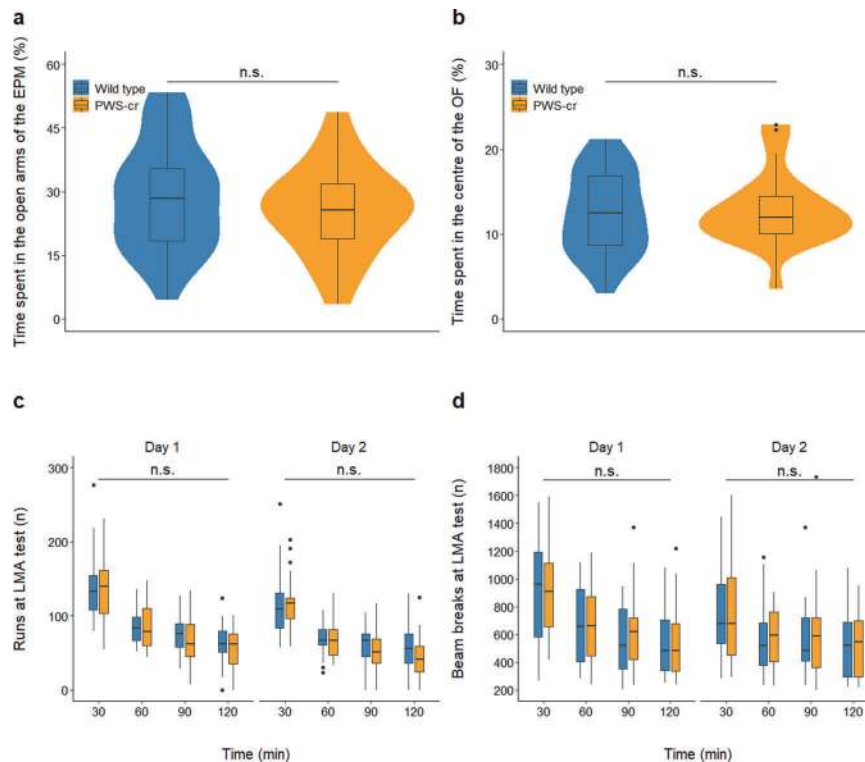 a
Time spent in the open arms of the EPM (%)
60
45
30
15
0
Wild type
PWS-cr
n.s.
b
Time spent in the centre of the OF (%)
30
20
10
0
Wild type
PWS-cr
n.s.
c
Runs at LMA test (n)
300
200
100
0
Day 1
n.s.
Day 2
n.s.
30 60 90 120 30 60 90 120
Time (min)
d
Beam breaks at LMA test (n)
1800
1600
1400
1200
1000
800
600
400
200
Day 1
n.s.
Day 2
n.s.
30 60 90 120 30 60 90 120
Time (min)